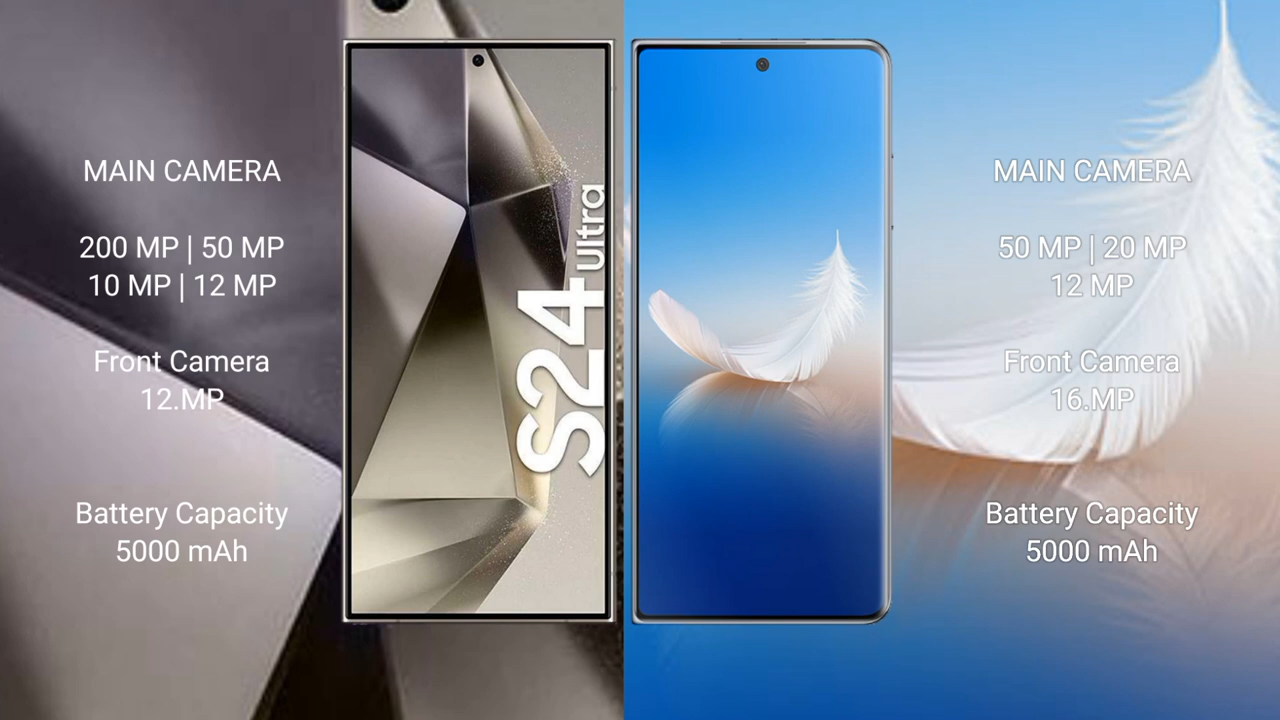 MAIN CAMERA
200 MP | 50 MP
10 MP | 12 MP
Front Camera
12.MP
Battery Capacity
5000 mAh
S24 Ultra
MAIN CAMERA
50 MP | 20 MP
12 MP
Front Camera
16.MP
Battery Capacity
5000 mAh